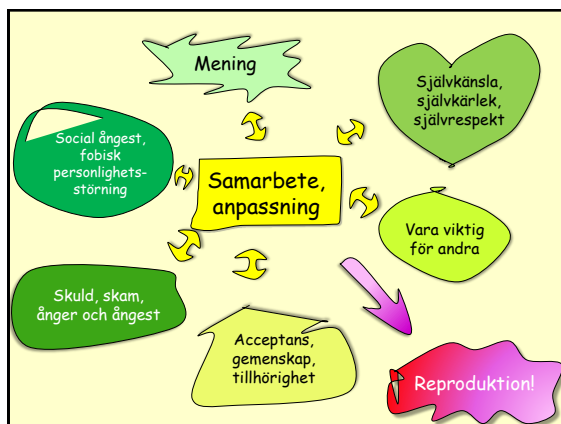 Mening
Självkänsla,
självkärlek,
självrespekt
Social ångest,
fobisk
personlighets-
störning
Samarbete,
anpassning
Vara viktig
för andra
Skuld, skam,
ånger och ångest
Acceptans,
gemenskap,
tillhörighet
Reproduktion!